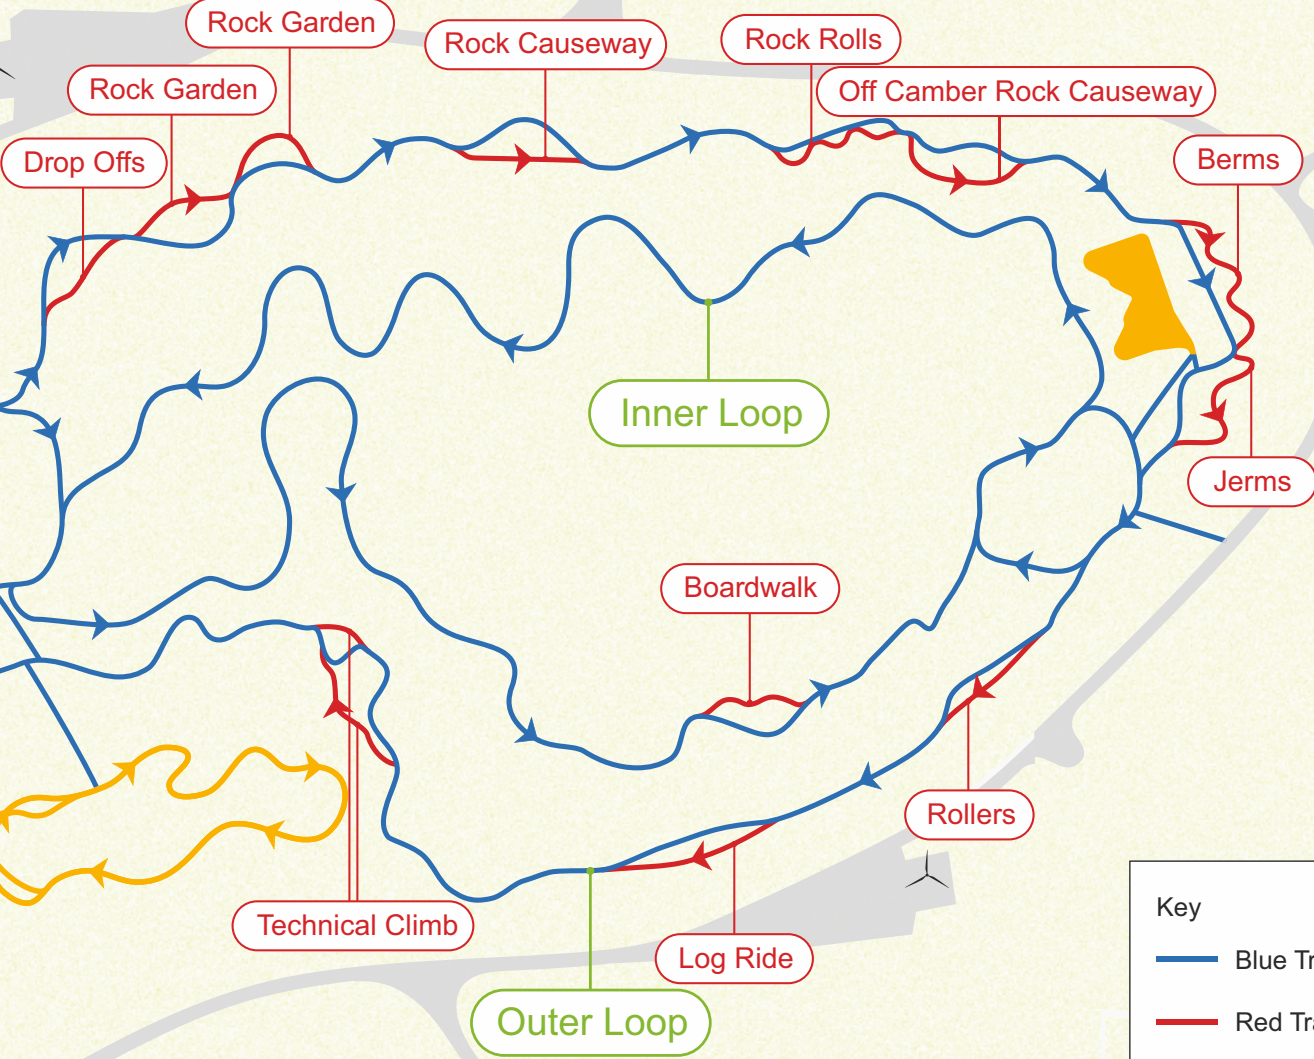 Rock Garden
Rock Causeway
Rock Rolls
Rock Garden
Off Camber Rock Causeway
Drop Offs
Berms
Inner Loop
Jerms
Boardwalk
Rollers
Technical Climb
Log Ride
Outer Loop
Key
Blue Tr
Red Tra